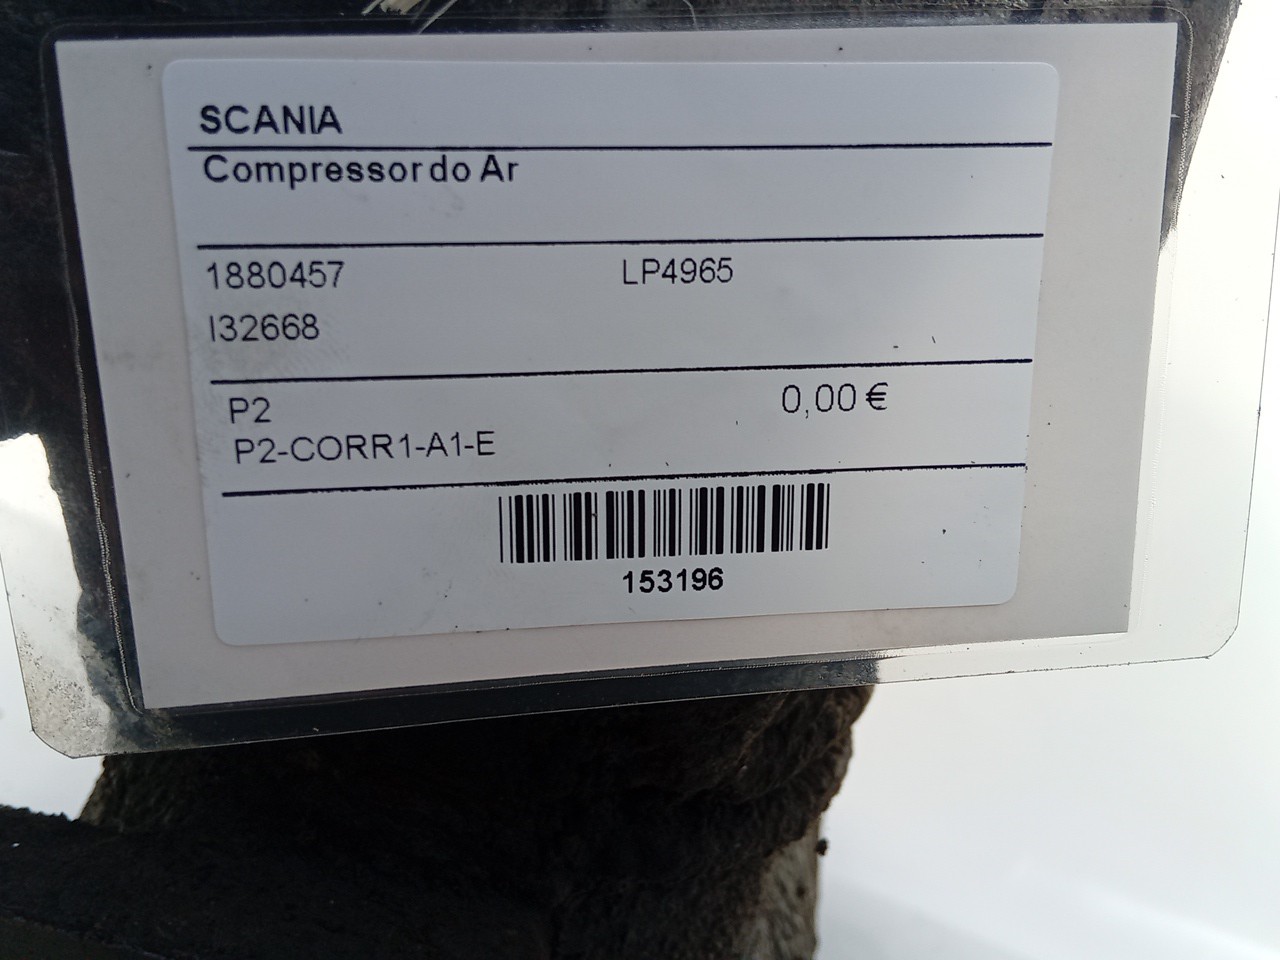 SCANIA
Compressor do Ar
1880457 LP4965
I32668
P2 0,00 €
P2-CORR1-A1-E
153196